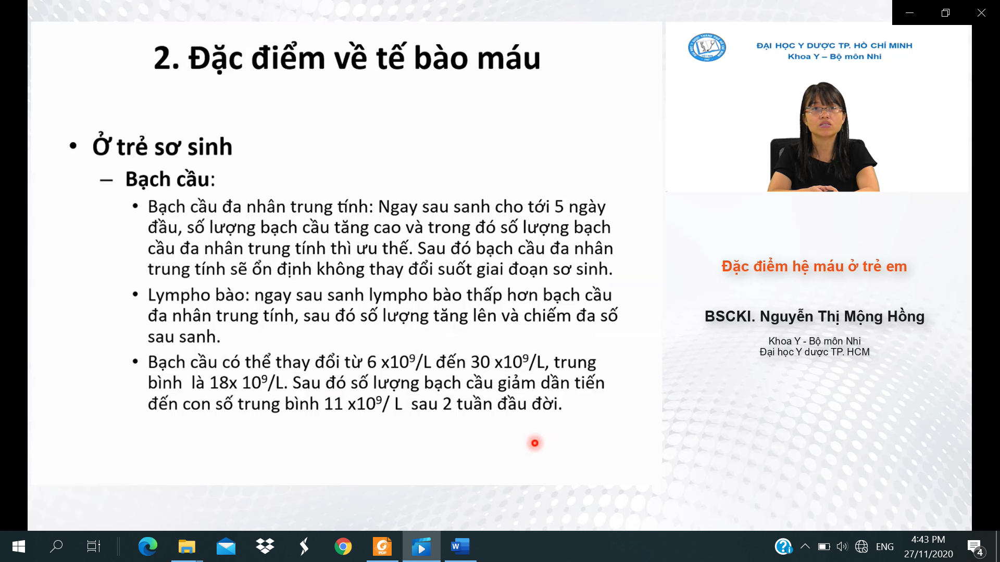 2. Đặc điểm về tế bào máu
• Ở trẻ sơ sinh
– Bạch cầu:
• Bạch cầu đa nhân trung tính: Ngay sau sanh cho tới 5 ngày
đầu, số lượng bạch cầu tăng cao và trong đó số lượng bạch
cầu đa nhân trung tính thì ưu thế. Sau đó bạch cầu đa nhân
trung tính sẽ ổn định không thay đổi suốt giai đoạn sơ sinh.
• Lympho bào: ngay sau sanh lympho bào thấp hơn bạch cầu
đa nhân trung tính, sau đó số lượng tăng lên và chiếm đa số
sau sanh.
• Bạch cầu có thể thay đổi từ 6 x10⁹/L đến 30 x10⁹/L, trung
bình là 18x 10⁹/L. Sau đó số lượng bạch cầu giảm dần tiến
đến con số trung bình 11 x10⁹/ L sau 2 tuần đầu đời.
ĐẠI HỌC Y DƯỢC TP. HỒ CHÍ MINH
Khoa Y – Bộ môn Nhi
Đặc điểm hệ máu ở trẻ em
BSCKI. Nguyễn Thị Mộng Hồng
Khoa Y - Bộ môn Nhi
Đại học Y dược TP. HCM
PDF
W
ENG
4:43 PM
27/11/2020
4